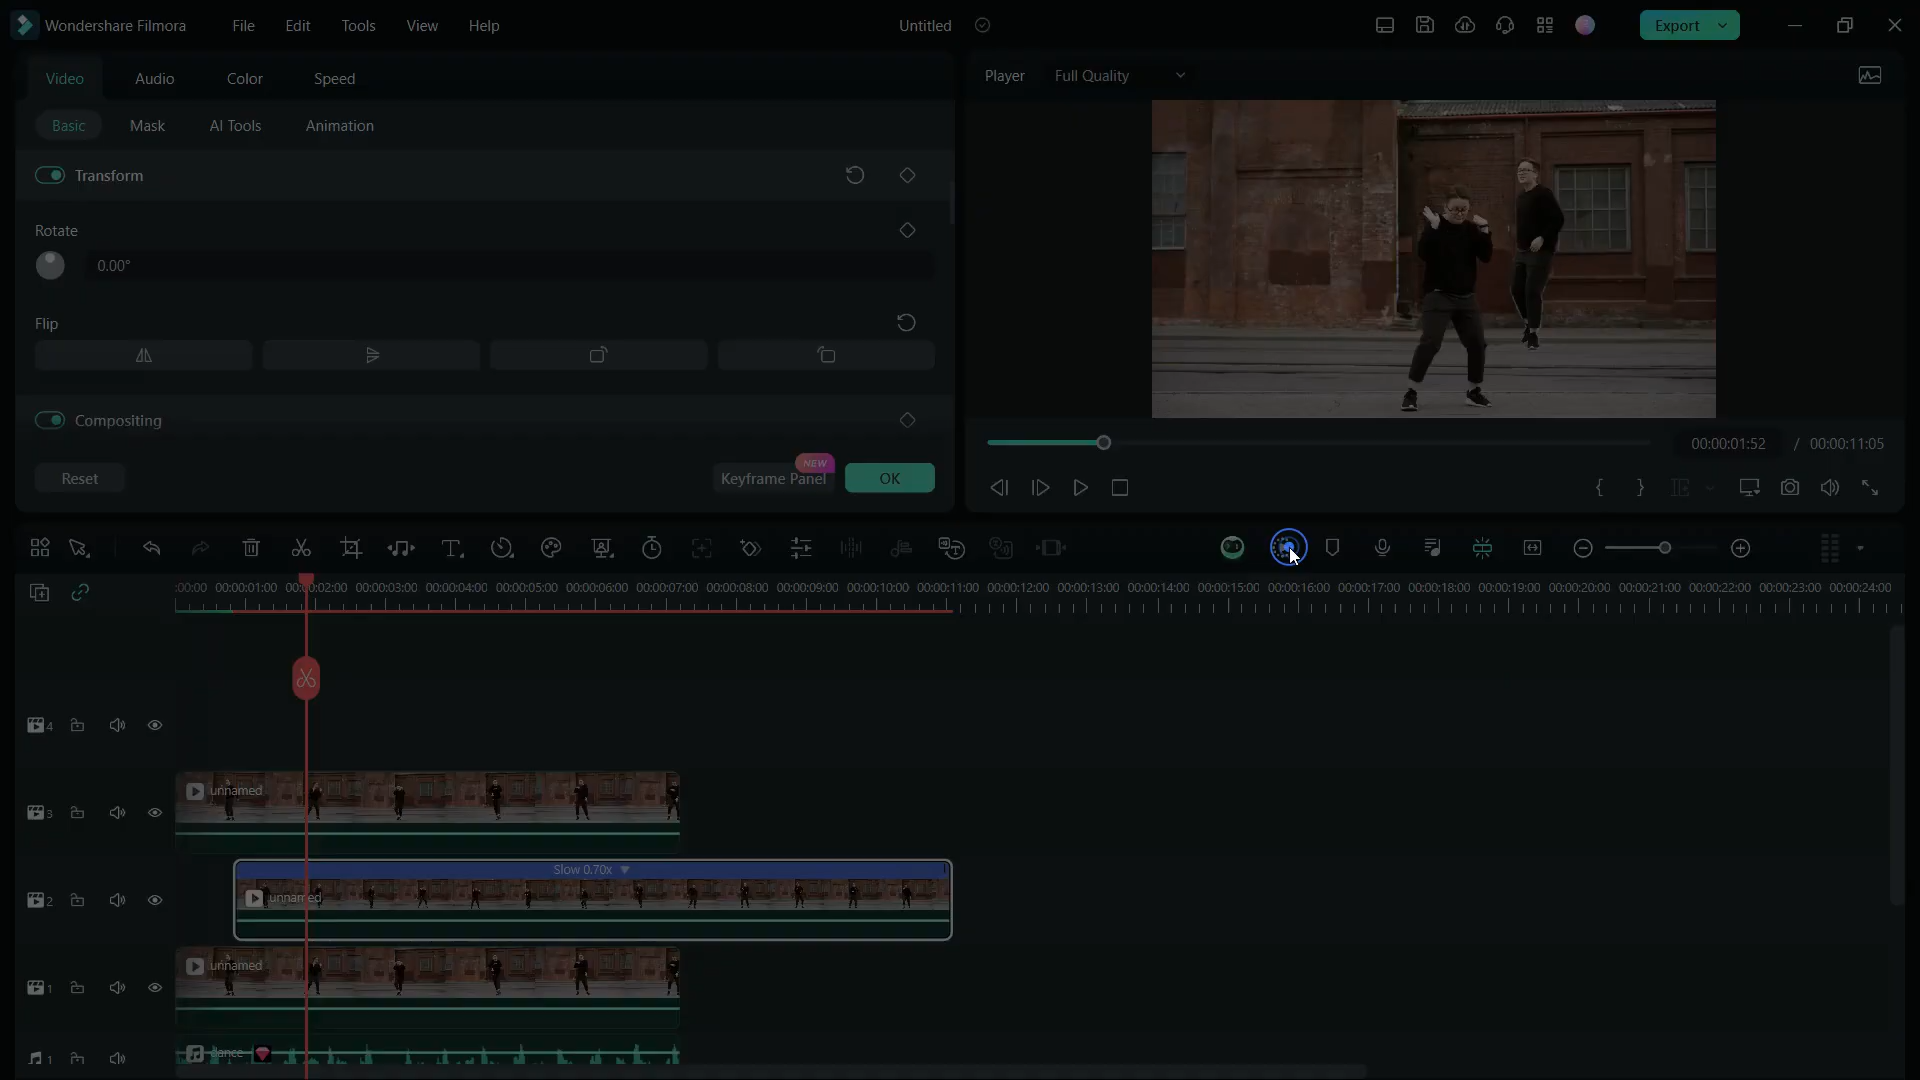 Wondershare Filmora File Edit Tools View Help Untitled Export
Video Audio Color Speed
Player Full Quality
Basic Mask AI Tools Animation
Transform
Rotate
0.00°
Flip
Compositing
00:00:01:52 / 00:00:11:05
NEW
Reset Keyframe Panel OK
:00:00 00:00:01:00 00:00:02:00 00:00:03:00 00:00:04:00 00:00:05:00 00:00:06:00 00:00:07:00 00:00:08:00 00:00:09:00 00:00:10:00 00:00:11:00 00:00:12:00 00:00:13:00 00:00:14:00 00:00:15:00 00:00:16:00 00:00:17:00 00:00:18:00 00:00:19:00 00:00:20:00 00:00:21:00 00:00:22:00 00:00:23:00 00:00:24:00
4
unnamed
3
Slow 0.70x
2 unnamed
unnamed
1
1 dance